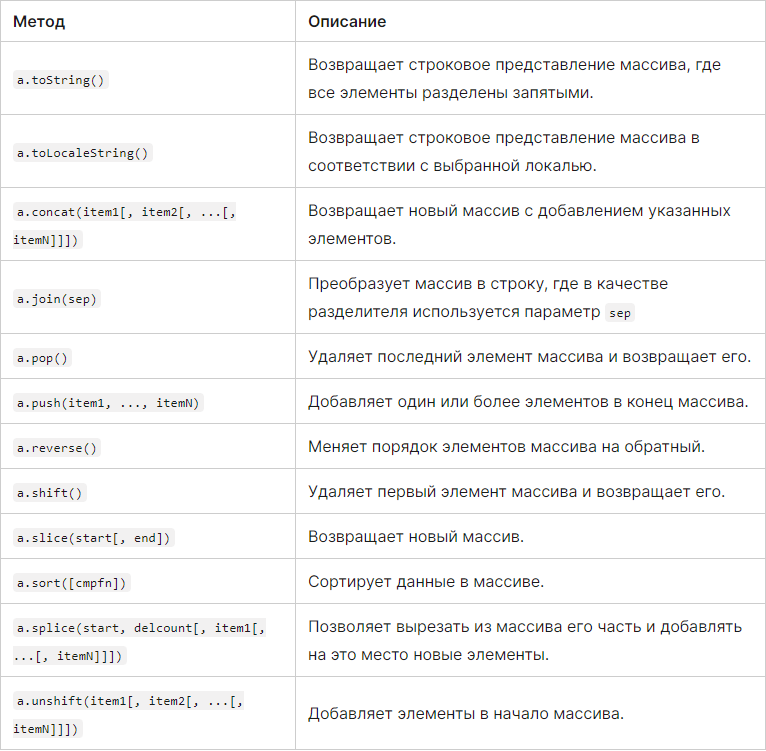 Метод Описание
a.toString()
Возвращает строковое представление массива, где
все элементы разделены запятыми.
a.toLocaleString()
Возвращает строковое представление массива в
соответствии с выбранной локалью.
a.concat(item1[, item2[, ...[,
itemN]]])
Возвращает новый массив с добавлением указанных
элементов.
a.join(sep)
Преобразует массив в строку, где в качестве
разделителя используется параметр sep
a.pop() Удаляет последний элемент массива и возвращает его.
a.push(item1, ..., itemN) Добавляет один или более элементов в конец массива.
a.reverse() Меняет порядок элементов массива на обратный.
a.shift() Удаляет первый элемент массива и возвращает его.
a.slice(start[, end]) Возвращает новый массив.
a.sort([cmpfn]) Сортирует данные в массиве.
a.splice(start, delcount[, item1[,
...[, itemN]]])
Позволяет вырезать из массива его часть и добавлять
на это место новые элементы.
a.unshift(item1[, item2[, ...[,
itemN]]])
Добавляет элементы в начало массива.